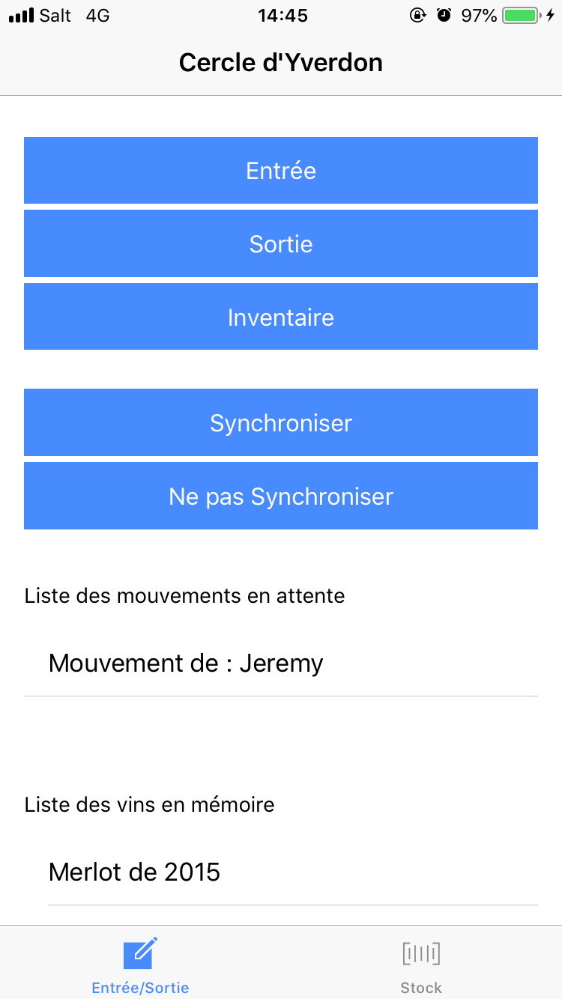 Salt 4G 14:45 97%
Cercle d'Yverdon
Entrée
Sortie
Inventaire
Synchroniser
Ne pas Synchroniser
Liste des mouvements en attente
Mouvement de : Jeremy
Liste des vins en mémoire
Merlot de 2015
Entrée/Sortie Stock